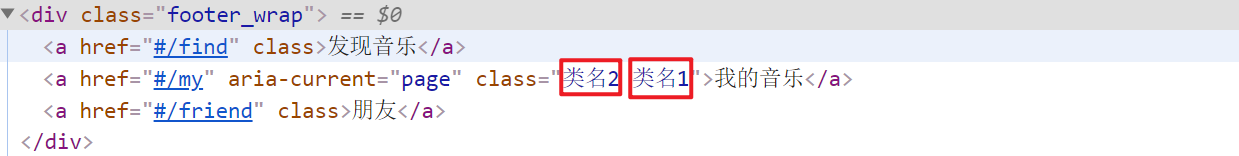 ▼<div class="footer_wrap"> == $0
<a href="#/find" class>发现音乐</a>
<a href="#/my" aria-current="page" class="类名2 类名1">我的音乐</a>
<a href="#/friend" class>朋友</a>
</div>